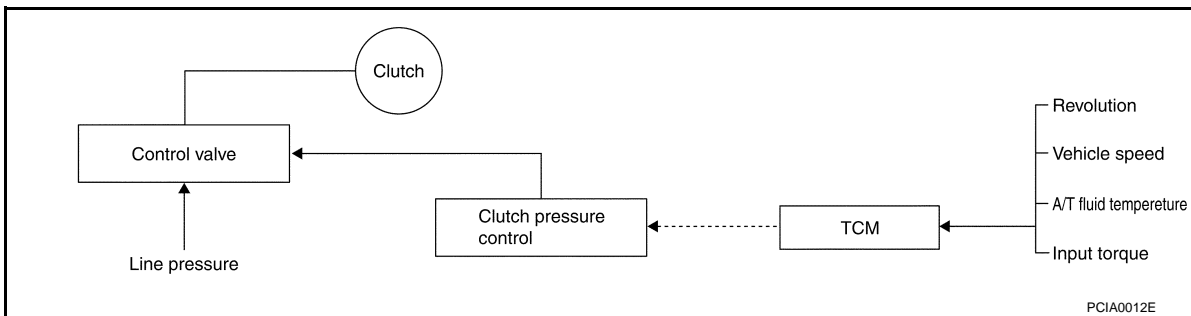 Clutch
Control valve
Line pressure
Clutch pressure
control
TCM
Revolution
Vehicle speed
A/T fluid tempereture
Input torque
PCIA0012E